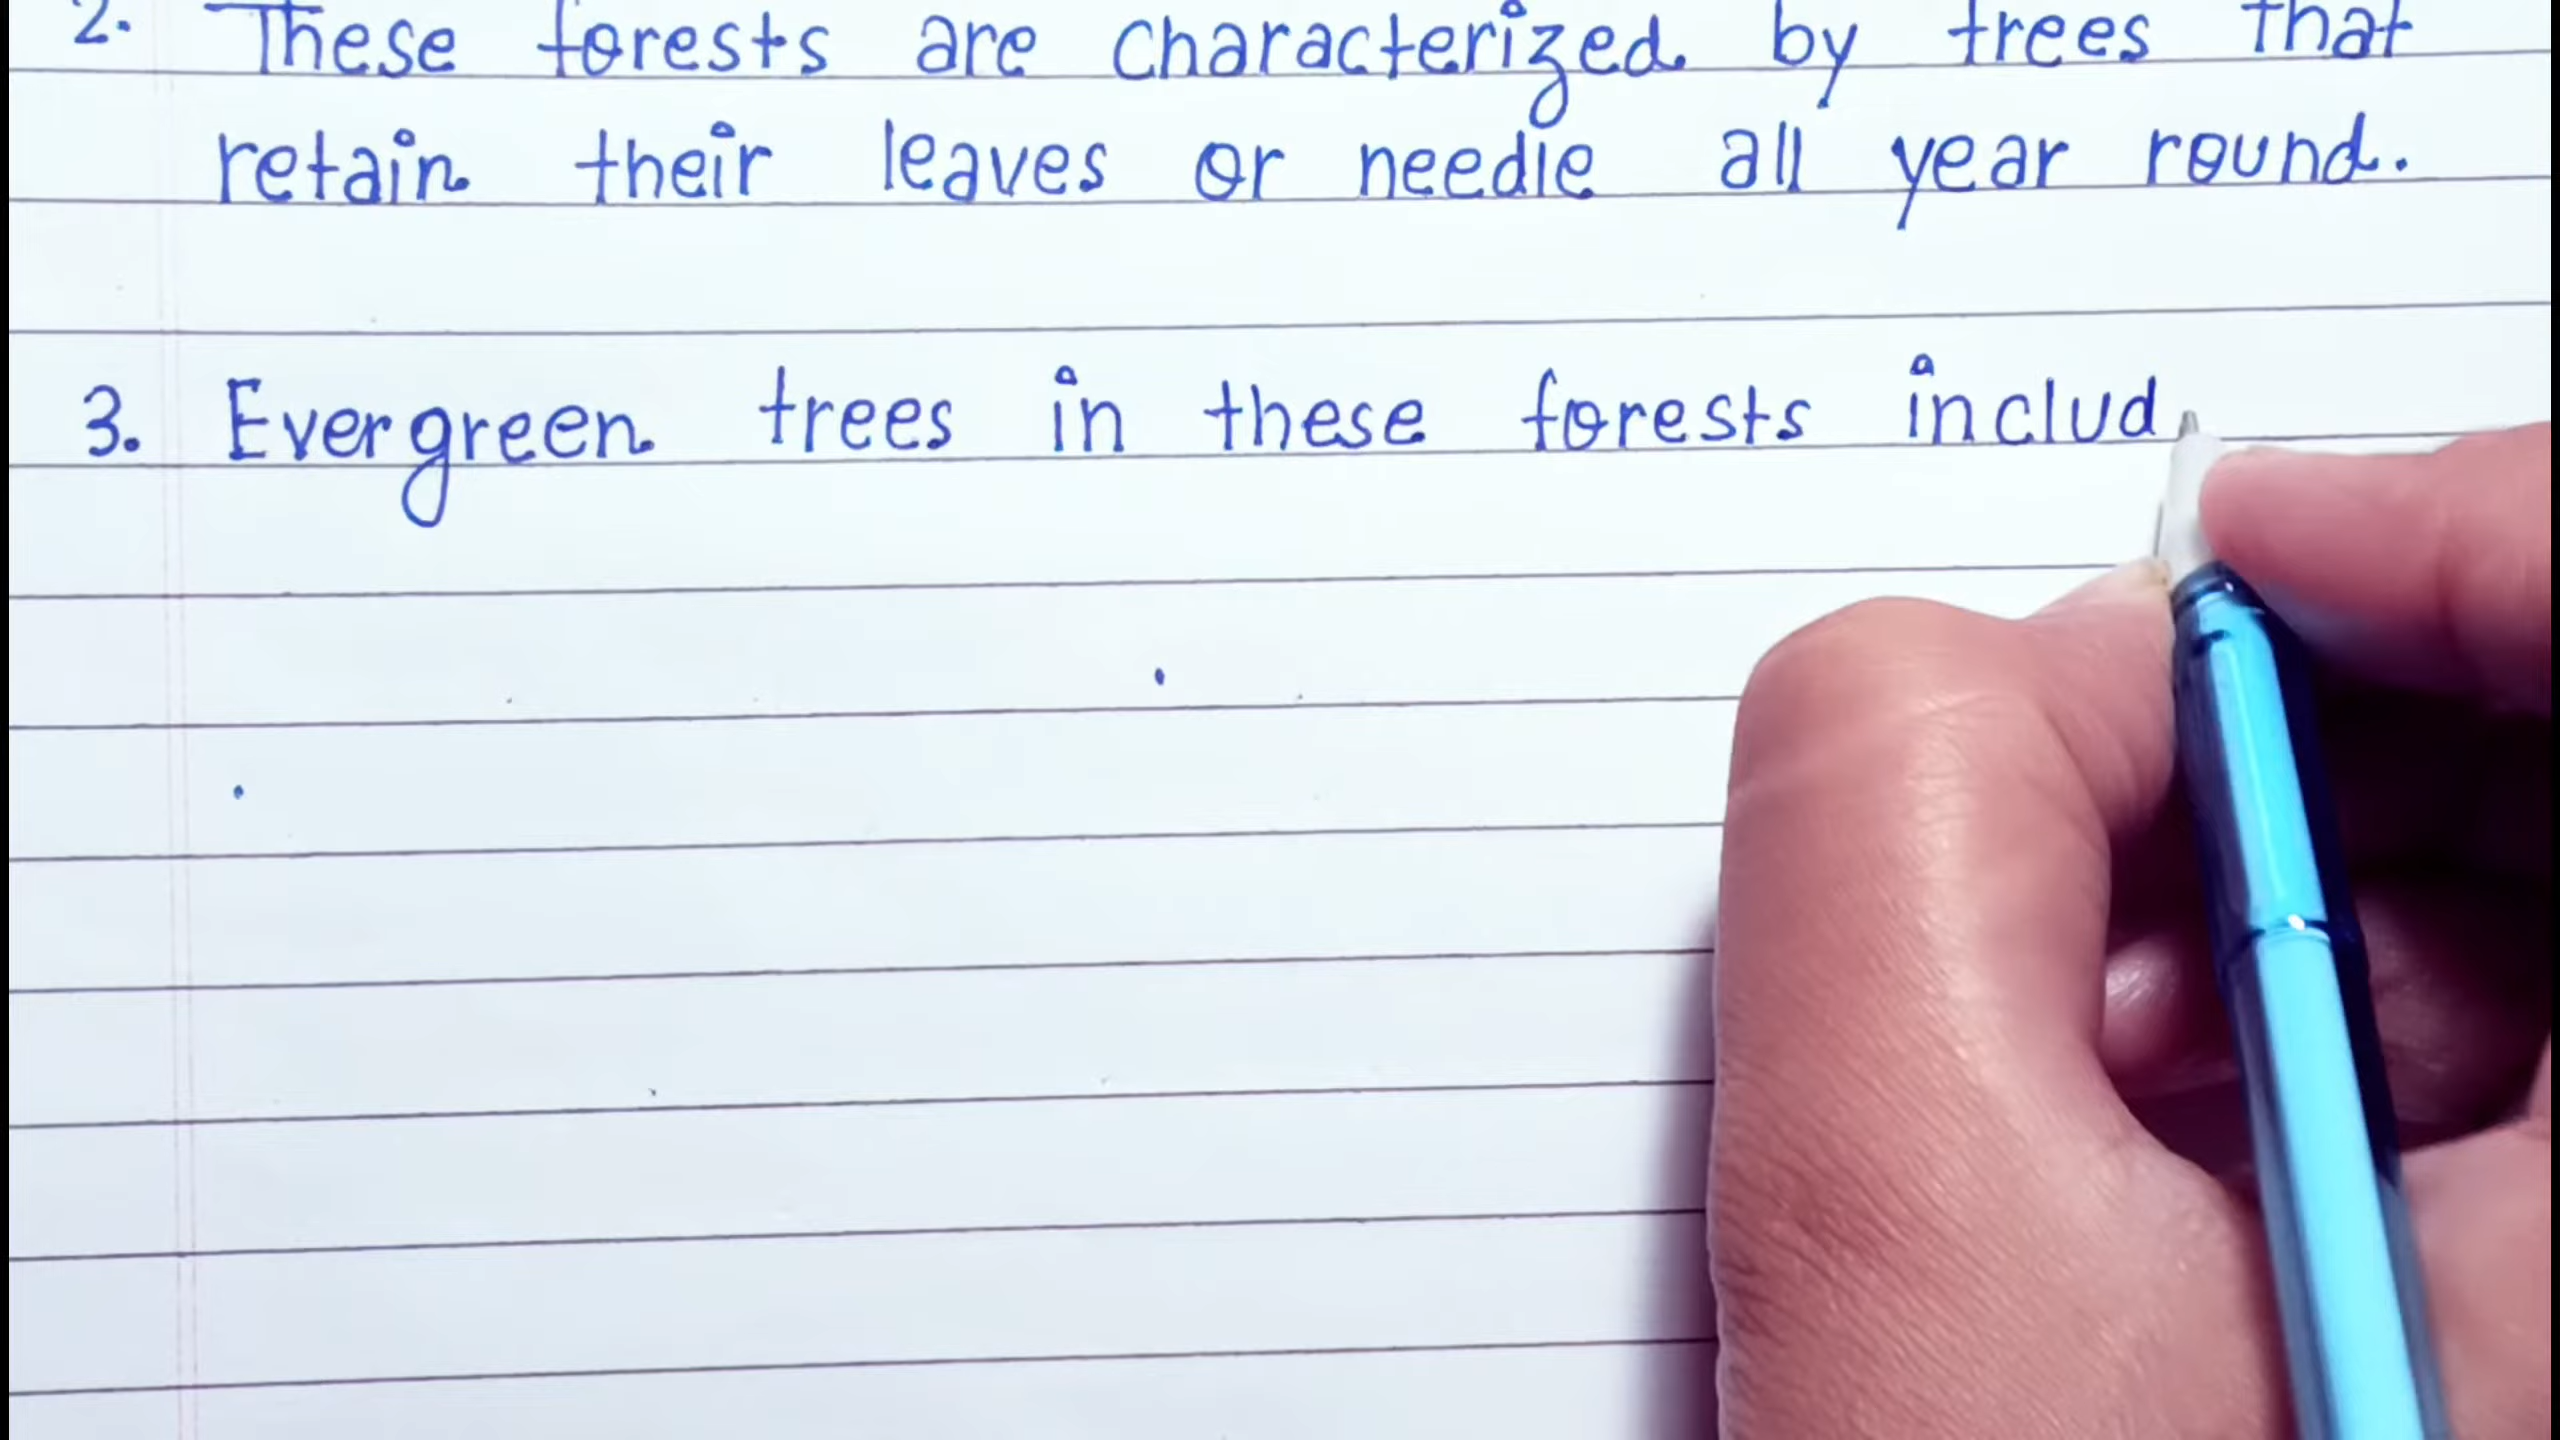 2. These forests are characterized by trees that
retain their leaves or needle all year round.
3. Evergreen trees in these forests includ